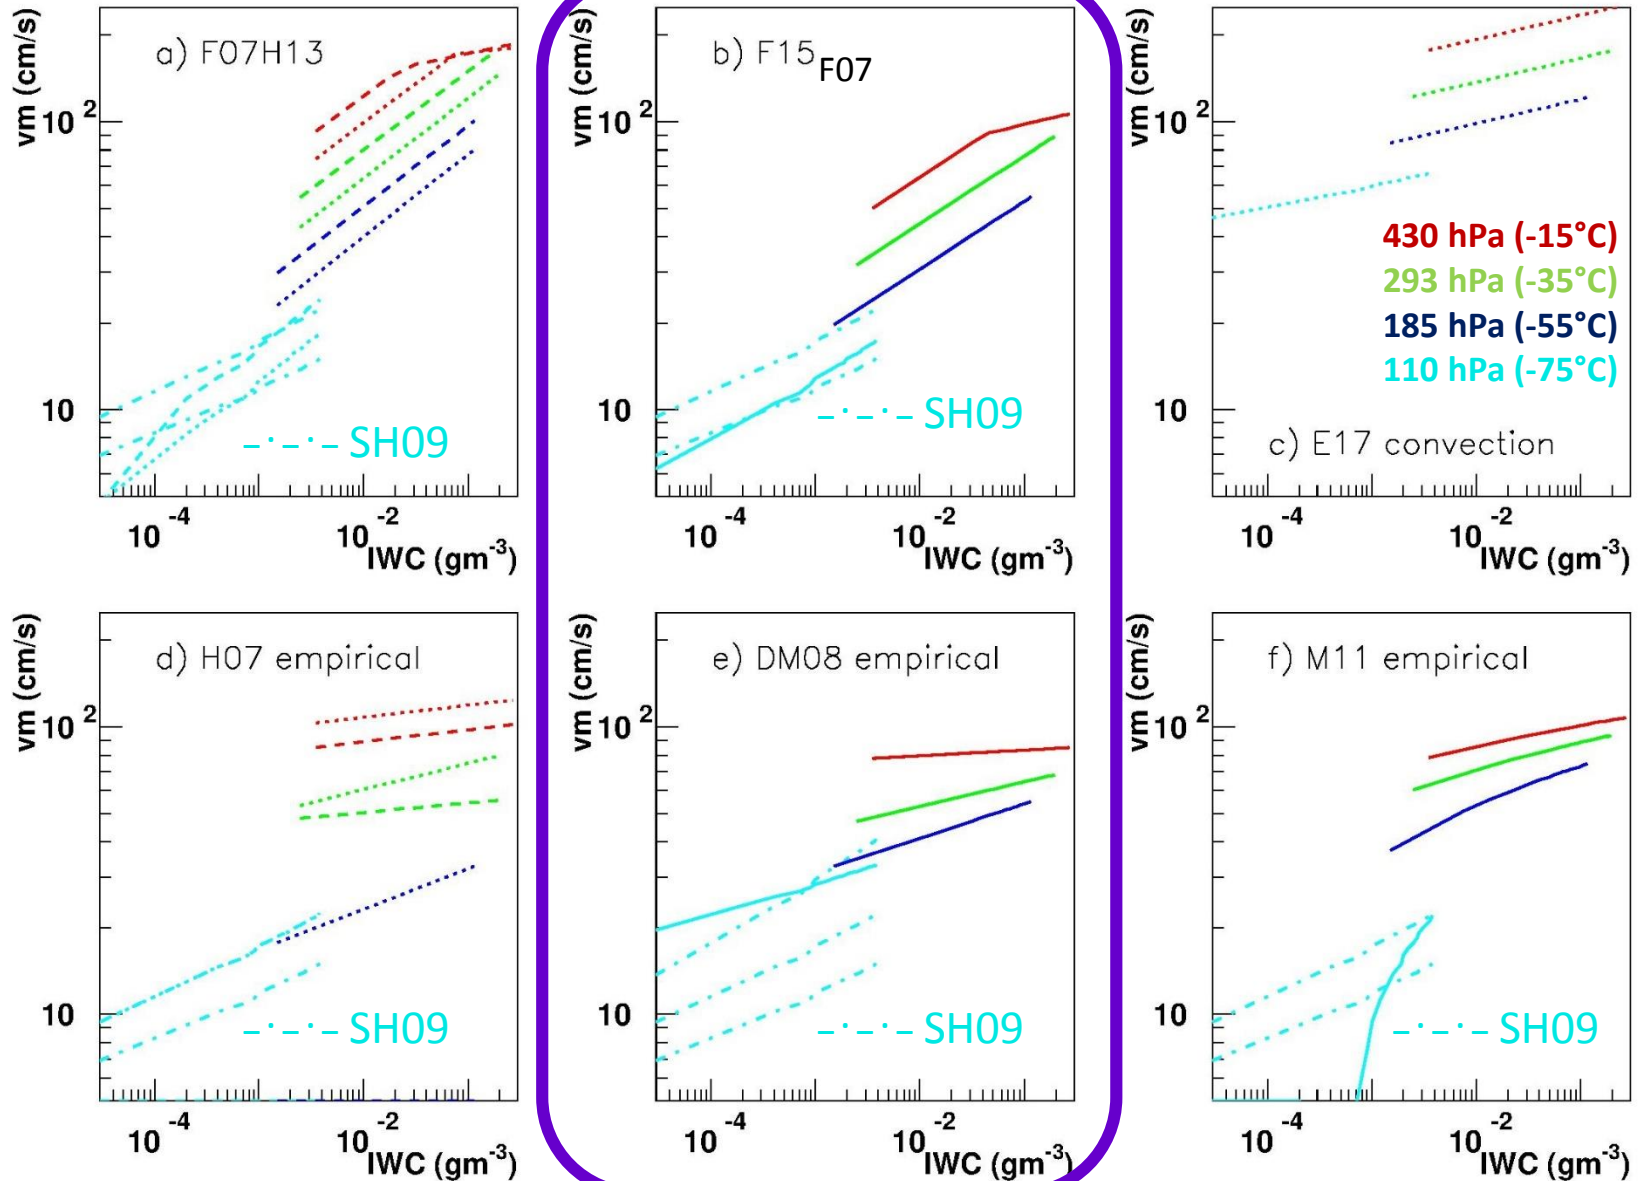 vm (cm/s)
a) F07H13
10 2
10
-·-·- SH09
10 -4
10 -2
IWC (gm-3)
vm (cm/s)
b) F15F07
10 2
10
-·-·- SH09
10 -4
10 -2
IWC (gm-3)
vm (cm/s)
10 2
430 hPa (-15°C)
293 hPa (-35°C)
185 hPa (-55°C)
110 hPa (-75°C)
10
c) E17 convection
10 -4
10 -2
IWC (gm-3)
vm (cm/s)
d) H07 empirical
10 2
10
-·-·- SH09
10 -4
10 -2
IWC (gm-3)
vm (cm/s)
e) DM08 empirical
10 2
10
-·-·- SH09
10 -4
10 -2
IWC (gm-3)
vm (cm/s)
f) M11 empirical
10 2
10
-·-·- SH09
10 -4
10 -2
IWC (gm-3)